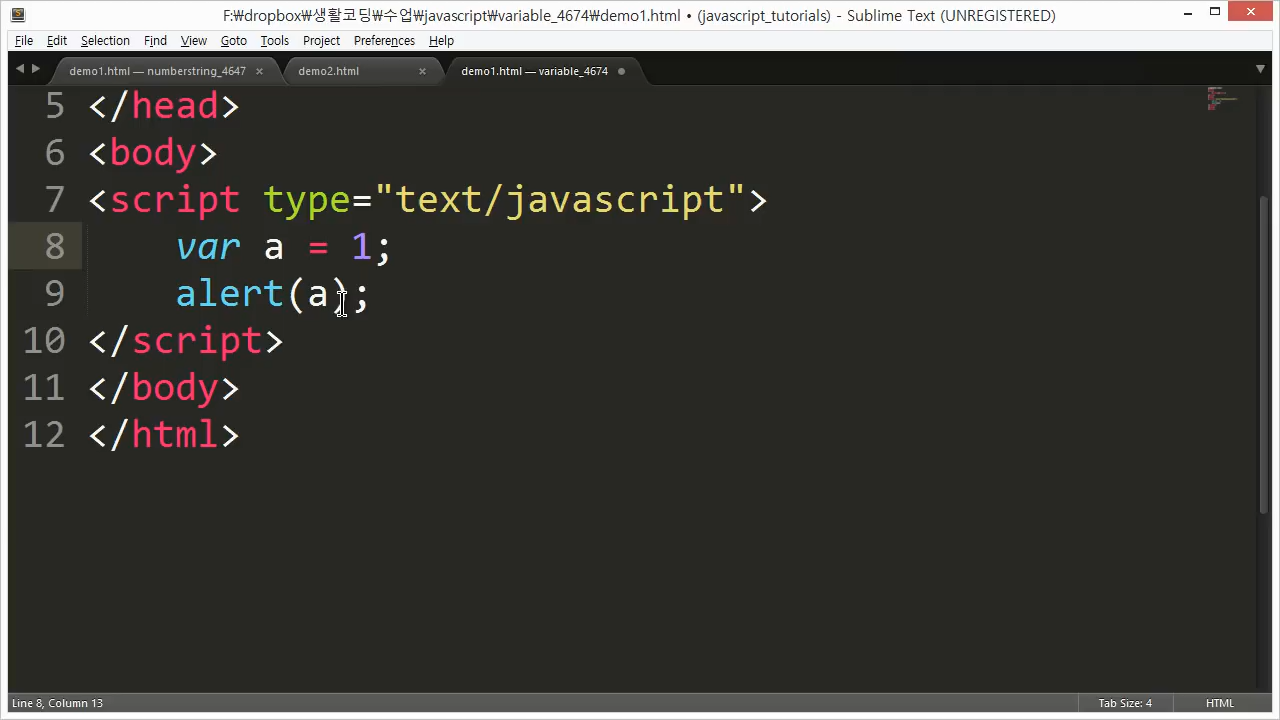 F:₩dropbox₩생활코딩₩수업₩javascript₩variable_4674₩demo1.html • (javascript_tutorials) - Sublime Text (UNREGISTERED)
File Edit Selection Find View Goto Tools Project Preferences Help
demo1.html — numberstring_4647 demo2.html demo1.html — variable_4674
5 </head>
6 <body>
7 <script type="text/javascript">
8 var a = 1;
9 alert(a);
10 </script>
11 </body>
12 </html>
Line 8, Column 13 Tab Size: 4 HTML